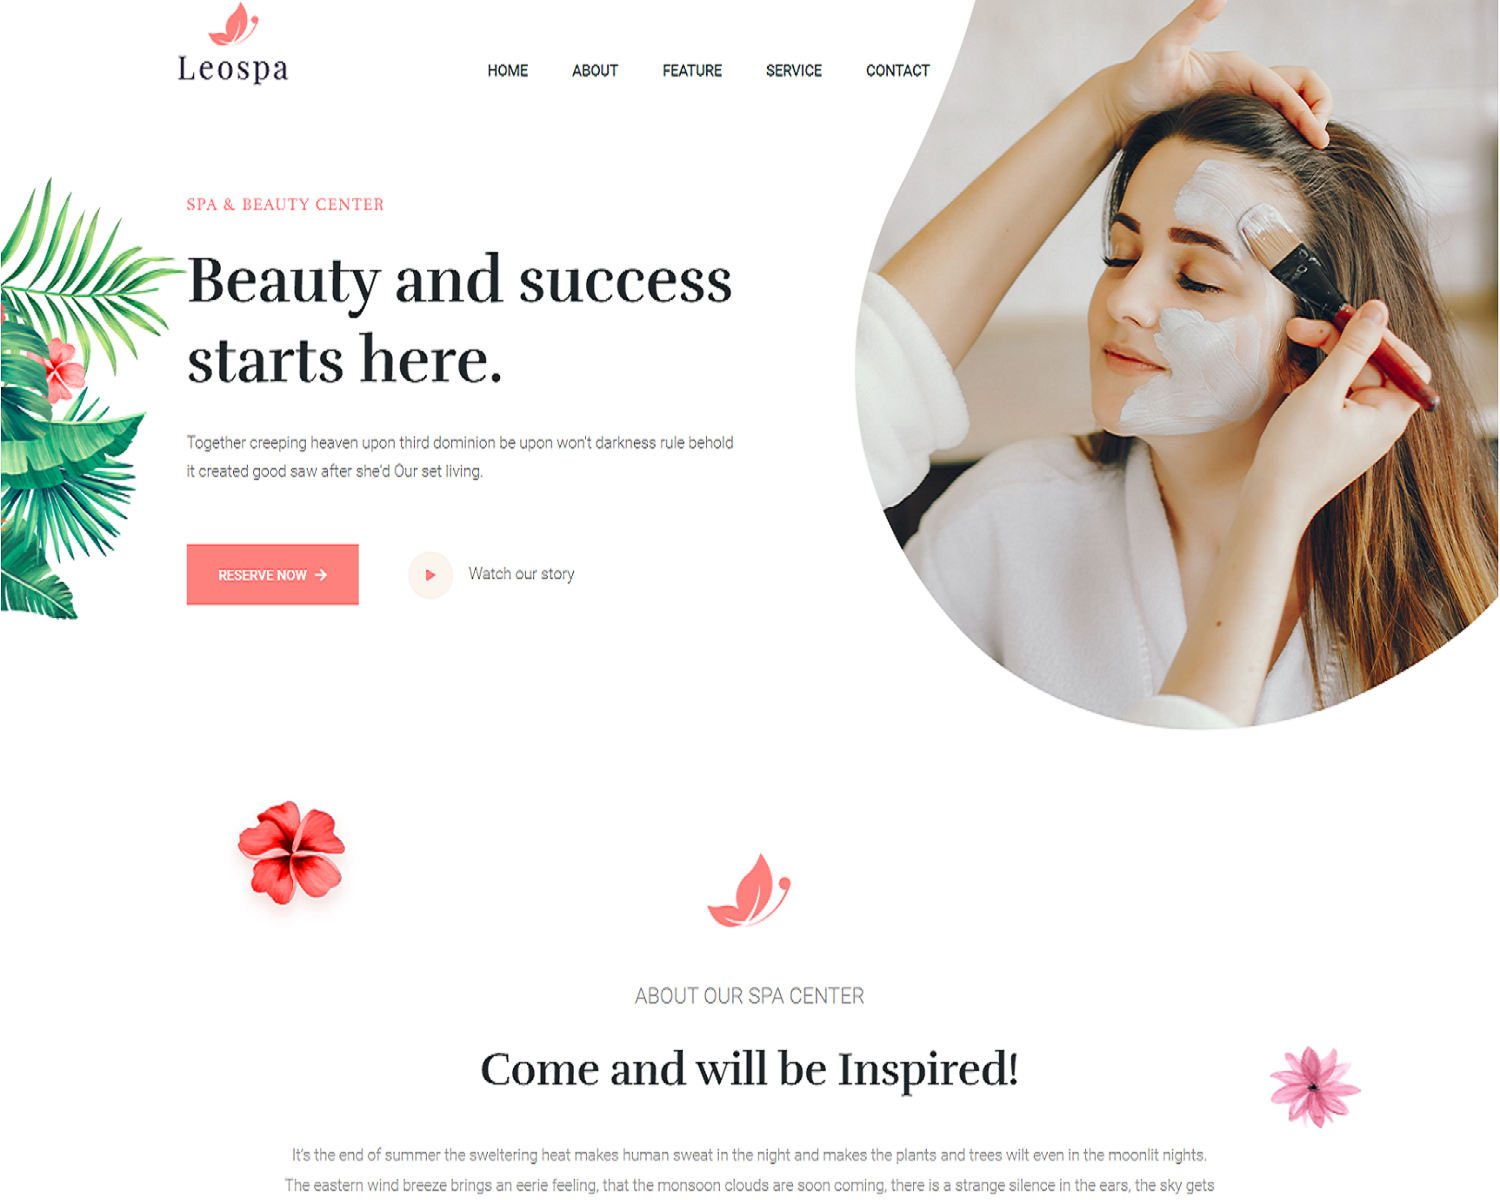 Leospa
HOME ABOUT FEATURE SERVICE CONTACT
SPA & BEAUTY CENTER
Beauty and success
starts here.
Together creeping heaven upon third dominion be upon won't darkness rule behold
it created good saw after she'd Our set living.
RESERVE NOW
Watch our story
ABOUT OUR SPA CENTER
Come and will be Inspired!
It's the end of summer the sweltering heat makes human sweat in the night and makes the plants and trees wilt even in the moonlit nights.
The eastern wind breeze brings an eerie feeling, that the monsoon clouds are soon coming, there is a strange silence in the ears, the sky gets